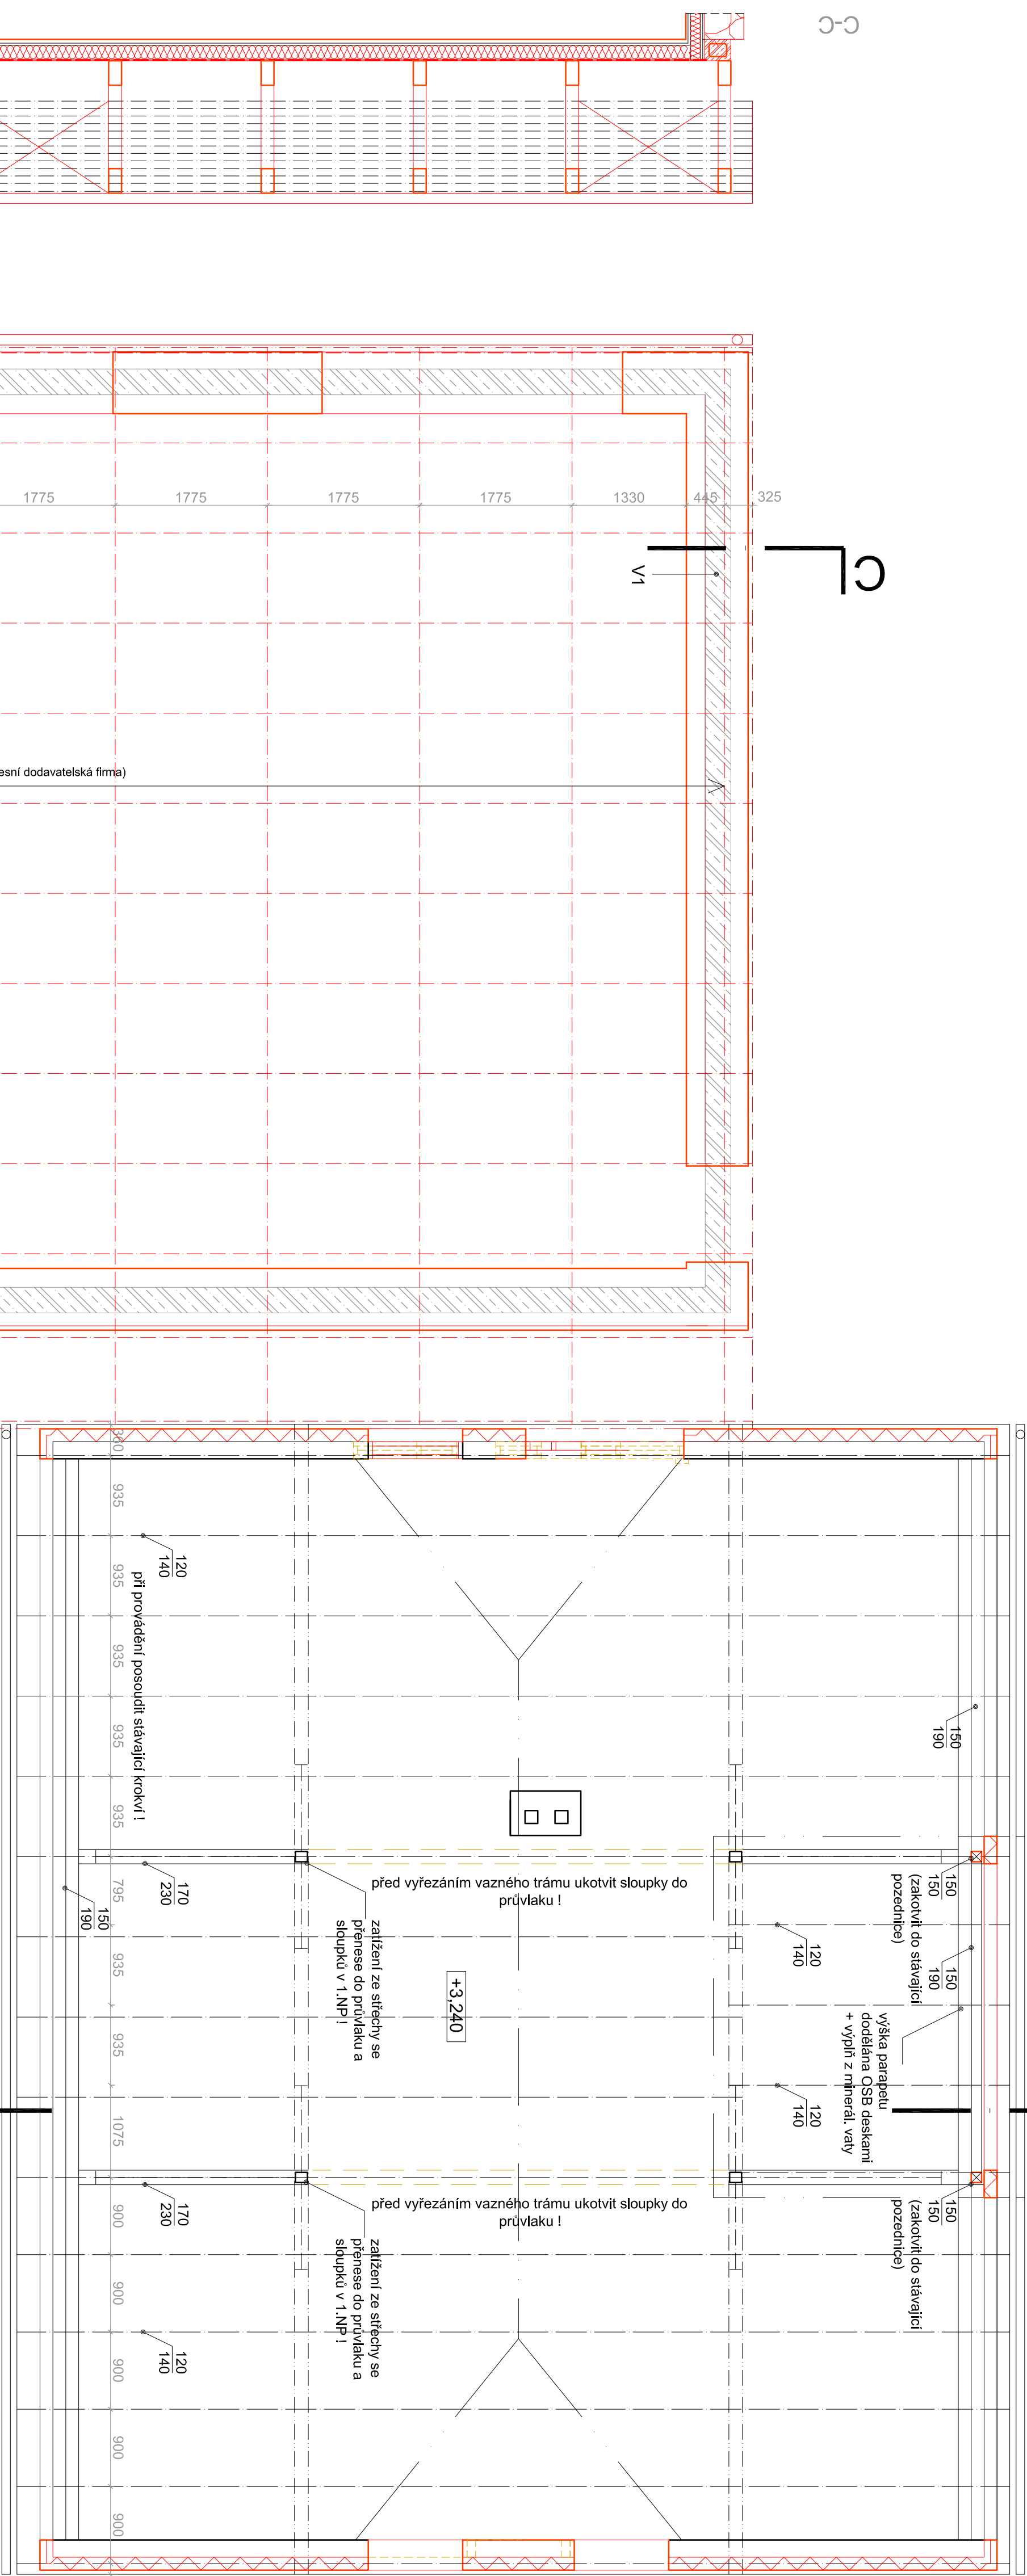 C-C
1775
1775
1775
1775
1330
445
325
C
V1
esní dodavatelská firma)
360
935
935
935
935
935
795
935
935
1075
900
900
900
900
900
120
140
při provádění posoudit stávající krokví !
150
190
150
190
170
230
před vyřezáním vazného trámu ukotvit sloupky do
průvlaku !
zatížení ze střechy se
přenese do průvlaku a
sloupků v 1.NP !
+3,240
120
140
150
150
(zakotvit do stávající
pozednice)
150
190
výška parapetu
dodělána OSB deskami
+ výplň z minerál. vaty
120
140
170
230
před vyřezáním vazného trámu ukotvit sloupky do
průvlaku !
zatížení ze střechy se
přenese do průvlaku a
sloupků v 1.NP !
150
150
(zakotvit do stávající
pozednice)
120
140